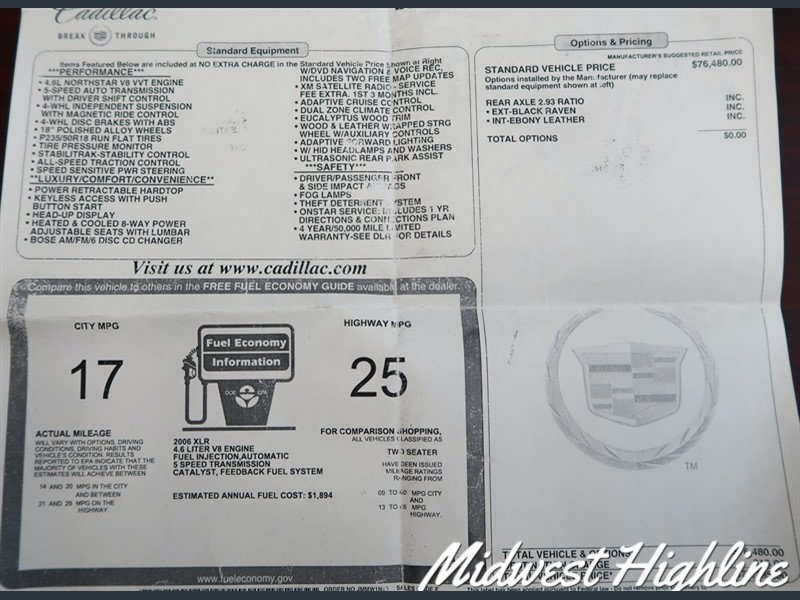 Cadillac.
BREAK THROUGH
Standard Equipment
Items Featured Below are included at NO EXTRA CHARGE in the Standard Vehicle Price Shown at Right
***PERFORMANCE***
• 4.6L NORTHSTAR V8 VVT ENGINE
• 5-SPEED AUTO TRANSMISSION
WITH DRIVER SHIFT CONTROL
• 4-WHL INDEPENDENT SUSPENSION
WITH MAGNETIC RIDE CONTROL
• 4-WHL DISC BRAKES WITH ABS
• 18" POLISHED ALLOY WHEELS
• P235/50R18 RUN FLAT TIRES
• TIRE PRESSURE MONITOR
• STABILITRAK-STABILITY CONTROL
• ALL-SPEED TRACTION CONTROL
• SPEED SENSITIVE PWR STEERING
**LUXURY/COMFORT/CONVENIENCE**
• POWER RETRACTABLE HARDTOP
• KEYLESS ACCESS WITH PUSH
BUTTON START
• HEAD-UP DISPLAY
• HEATED & COOLED 8-WAY POWER
ADJUSTABLE SEATS WITH LUMBAR
• BOSE AM/FM/6 DISC CD CHANGER
W/DVD NAVIGATION & VOICE REC,
INCLUDES TWO FREE MAP UPDATES
• XM SATELLITE RADIO - SERVICE
FEE EXTRA. 1ST 3 MONTHS INCL.
• ADAPTIVE CRUISE CONTROL
• DUAL ZONE CLIMATE CONTROL
• EUCALYPTUS WOOD TRIM
• WOOD & LEATHER WRAPPED STRG
WHEEL W/AUXILIARY CONTROLS
• ADAPTIVE FORWARD LIGHTING
• W/ HID HEADLAMPS AND WASHERS
• ULTRASONIC REAR PARK ASSIST
***SAFETY***
• DRIVER/PASSENGER FRONT
& SIDE IMPACT AIRBAGS
• FOG LAMPS
• THEFT DETERRENT SYSTEM
• ONSTAR SERVICE: INCLUDES 1 YR
DIRECTIONS & CONNECTIONS PLAN
• 4 YEAR/50,000 MILE LIMITED
WARRANTY-SEE DLR FOR DETAILS
Options & Pricing
MANUFACTURER'S SUGGESTED RETAIL PRICE
STANDARD VEHICLE PRICE $76,480.00
Options installed by the Manufacturer (may replace
standard equipment shown at left)
REAR AXLE 2.93 RATIO INC.
• EXT-BLACK RAVEN INC.
• INT-EBONY LEATHER INC.
TOTAL OPTIONS $0.00
Visit us at www.cadillac.com
Compare this vehicle to others in the FREE FUEL ECONOMY GUIDE available at the dealer.
CITY MPG
17
Fuel Economy
Information
DOE EPA
HIGHWAY MPG
25
ACTUAL MILEAGE
WILL VARY WITH OPTIONS, DRIVING
CONDITIONS, DRIVING HABITS AND
VEHICLE'S CONDITION. RESULTS
REPORTED TO EPA INDICATE THAT THE
MAJORITY OF VEHICLES WITH THESE
ESTIMATES WILL ACHIEVE BETWEEN
14 AND 20 MPG IN THE CITY
AND BETWEEN
21 AND 29 MPG ON THE
HIGHWAY.
2006 XLR
4.6 LITER V8 ENGINE
FUEL INJECTION,AUTOMATIC
5 SPEED TRANSMISSION
CATALYST, FEEDBACK FUEL SYSTEM
ESTIMATED ANNUAL FUEL COST: $1,894
FOR COMPARISON SHOPPING,
ALL VEHICLES CLASSIFIED AS
TWO SEATER
HAVE BEEN ISSUED
MILEAGE RATINGS
RANGING FROM
MPG CITY
AND
MPG
HIGHWAY.
www.fueleconomy.gov
TM
TOTAL VEHICLE & OPTIONS
480.00
Midwest Highline
ORDER NO